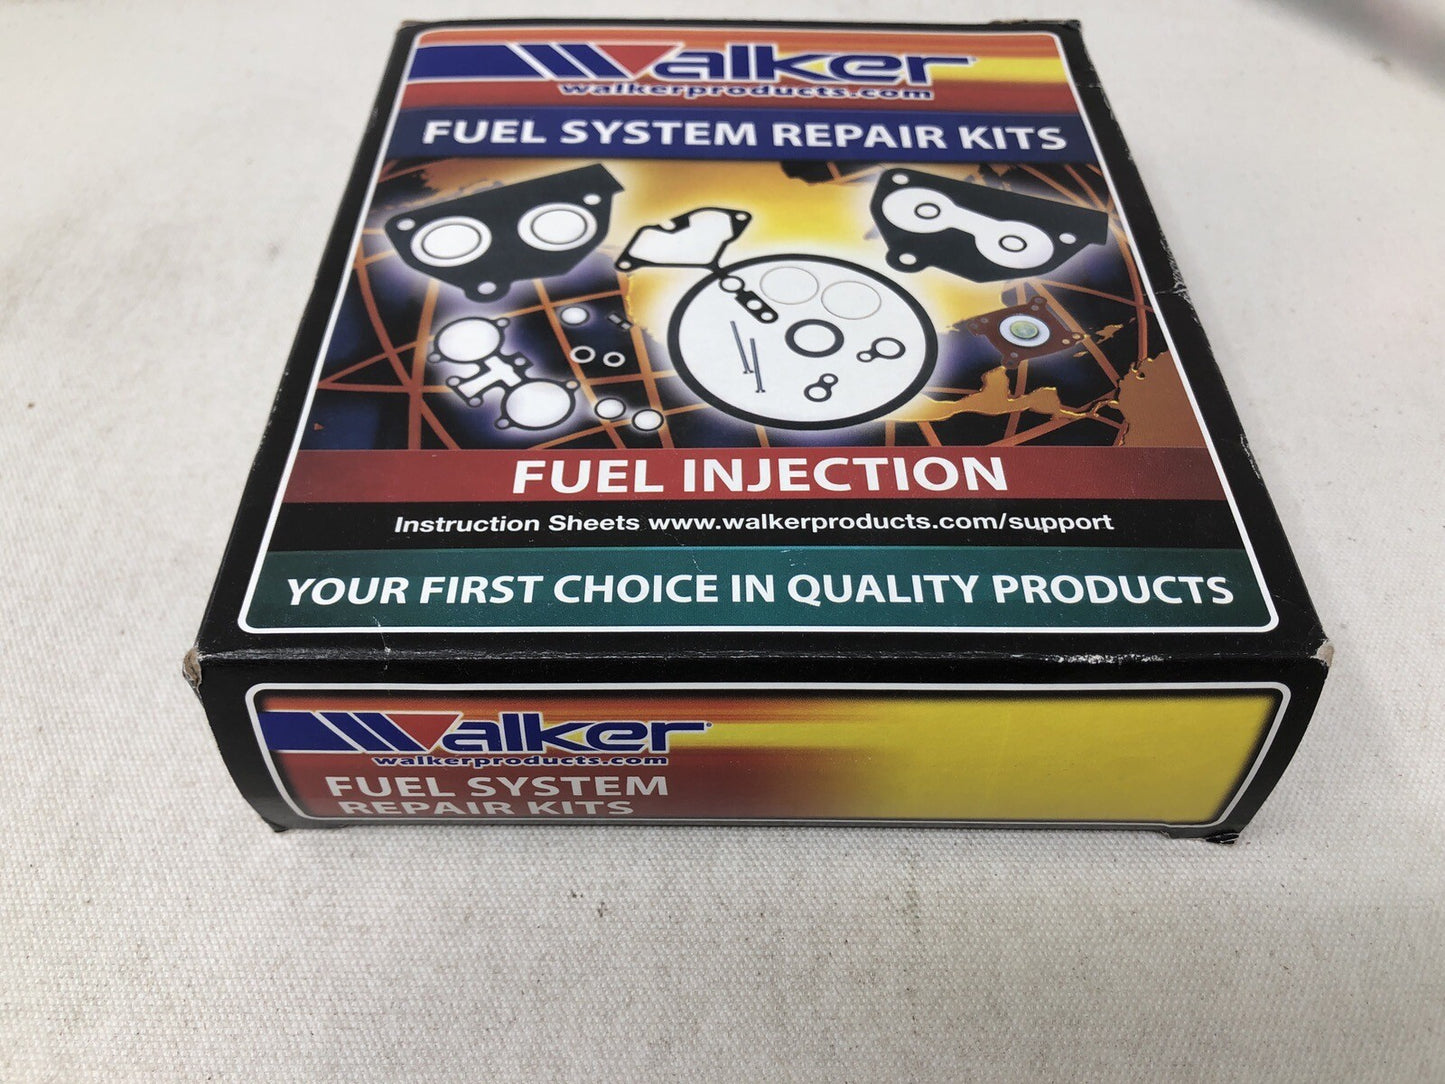 Walker
walkerproducts.com
FUEL SYSTEM REPAIR KITS
FUEL INJECTION
Instruction Sheets www.walkerproducts.com/support
YOUR FIRST CHOICE IN QUALITY PRODUCTS
Walker
walkerproducts.com
FUEL SYSTEM
REPAIR KITS